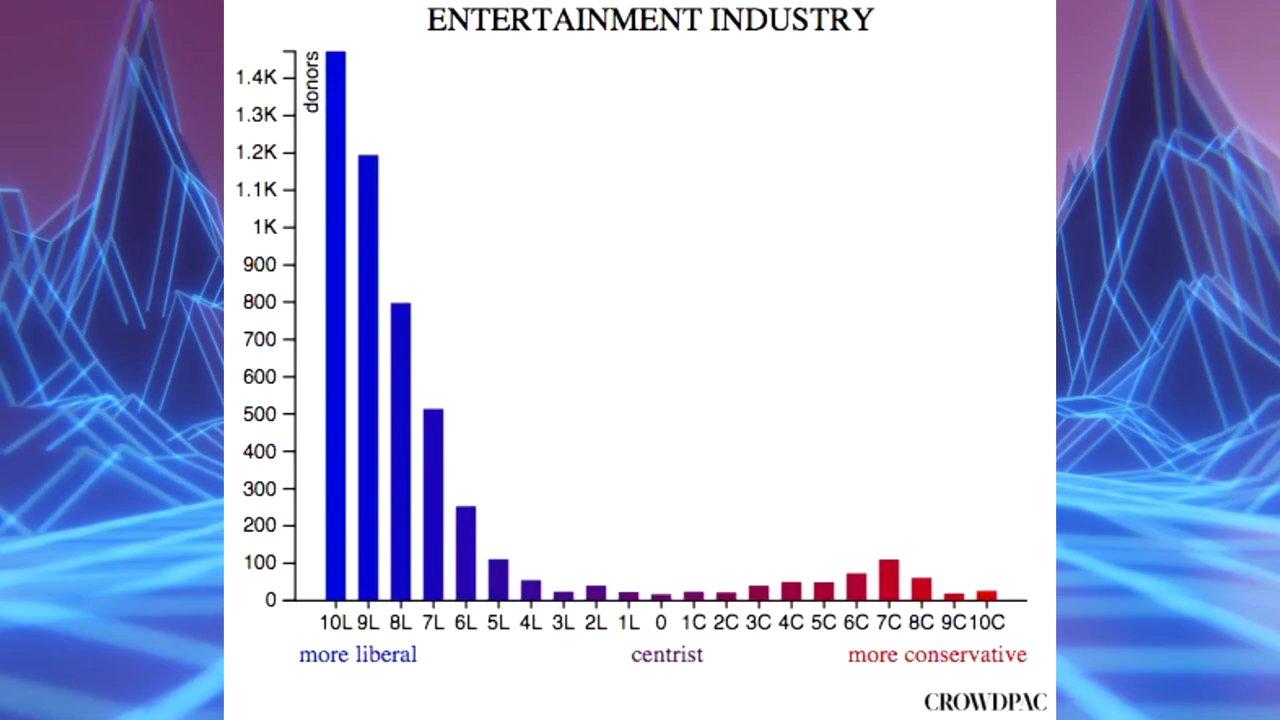 ENTERTAINMENT INDUSTRY
donors
1.4K
1.3K
1.2K
1.1K
1K
900
800
700
600
500
400
300
200
100
0
10L 9L 8L 7L 6L 5L 4L 3L 2L 1L 0 1C 2C 3C 4C 5C 6C 7C 8C 9C 10C
more liberal centrist more conservative
CROWDPAC